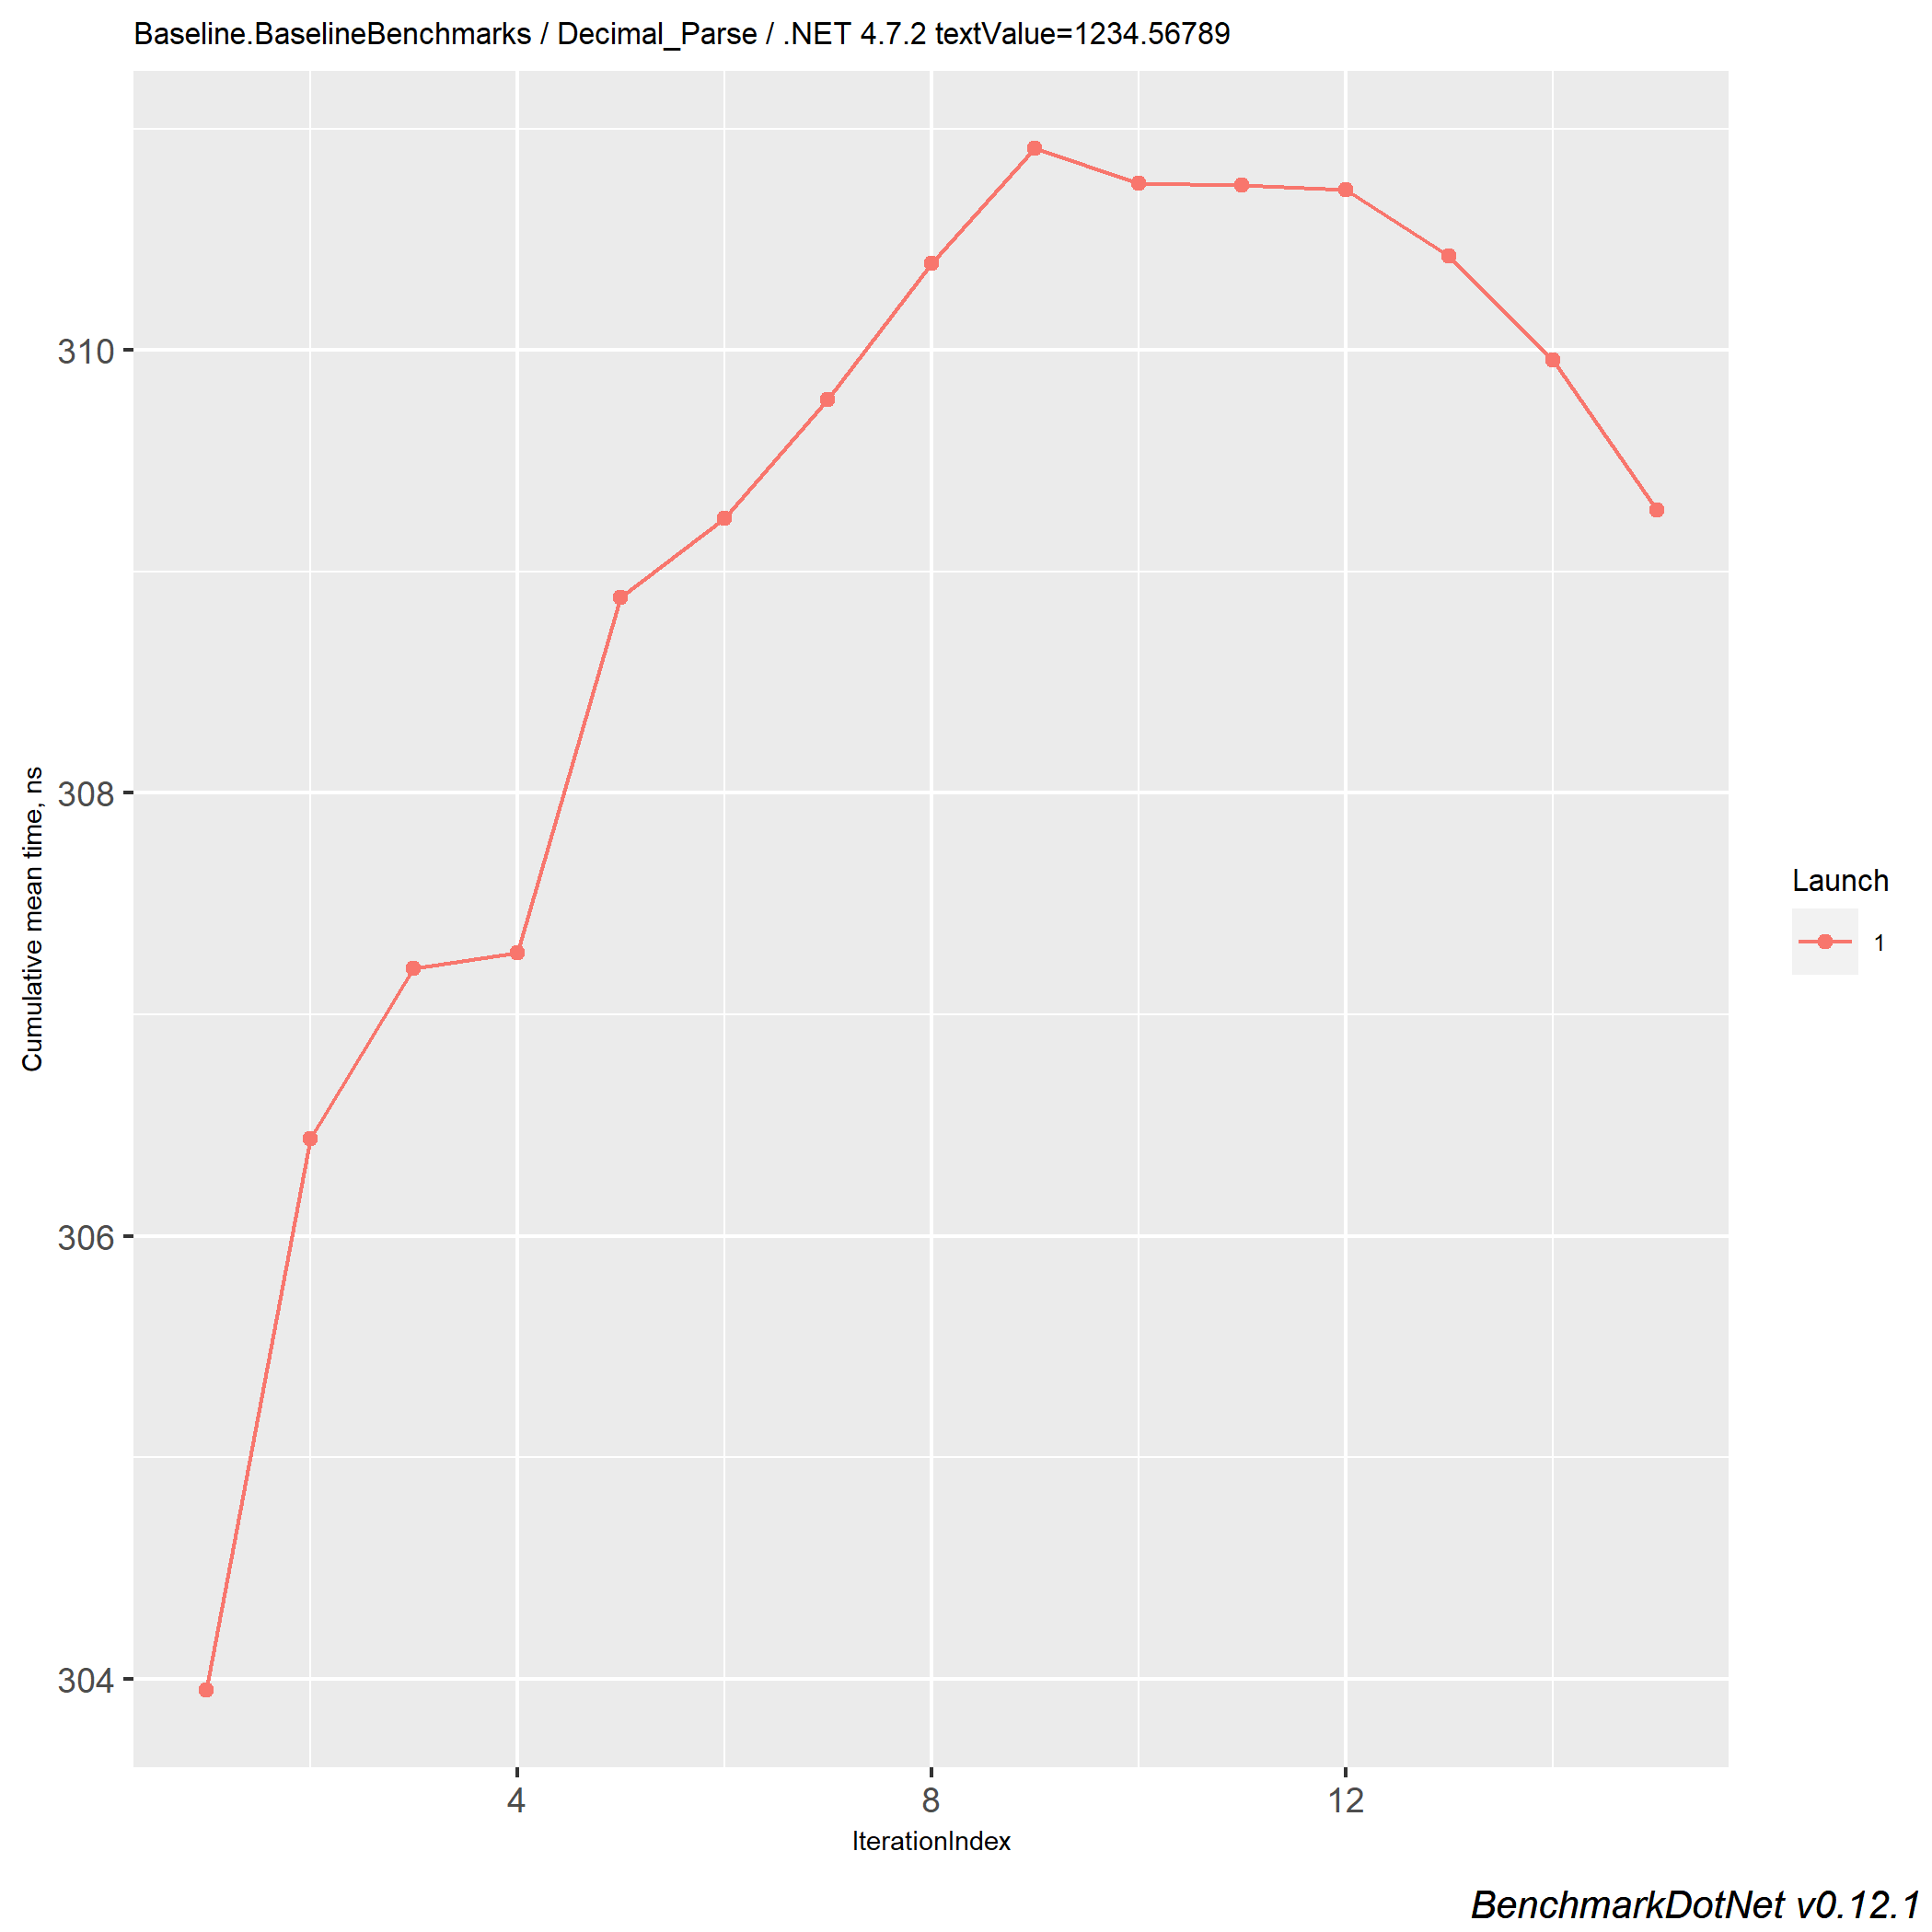 Baseline.BaselineBenchmarks / Decimal_Parse / .NET 4.7.2 textValue=1234.56789
310
308
306
304
Cumulative mean time, ns
4 8 12
IterationIndex
Launch
1
BenchmarkDotNet v0.12.1